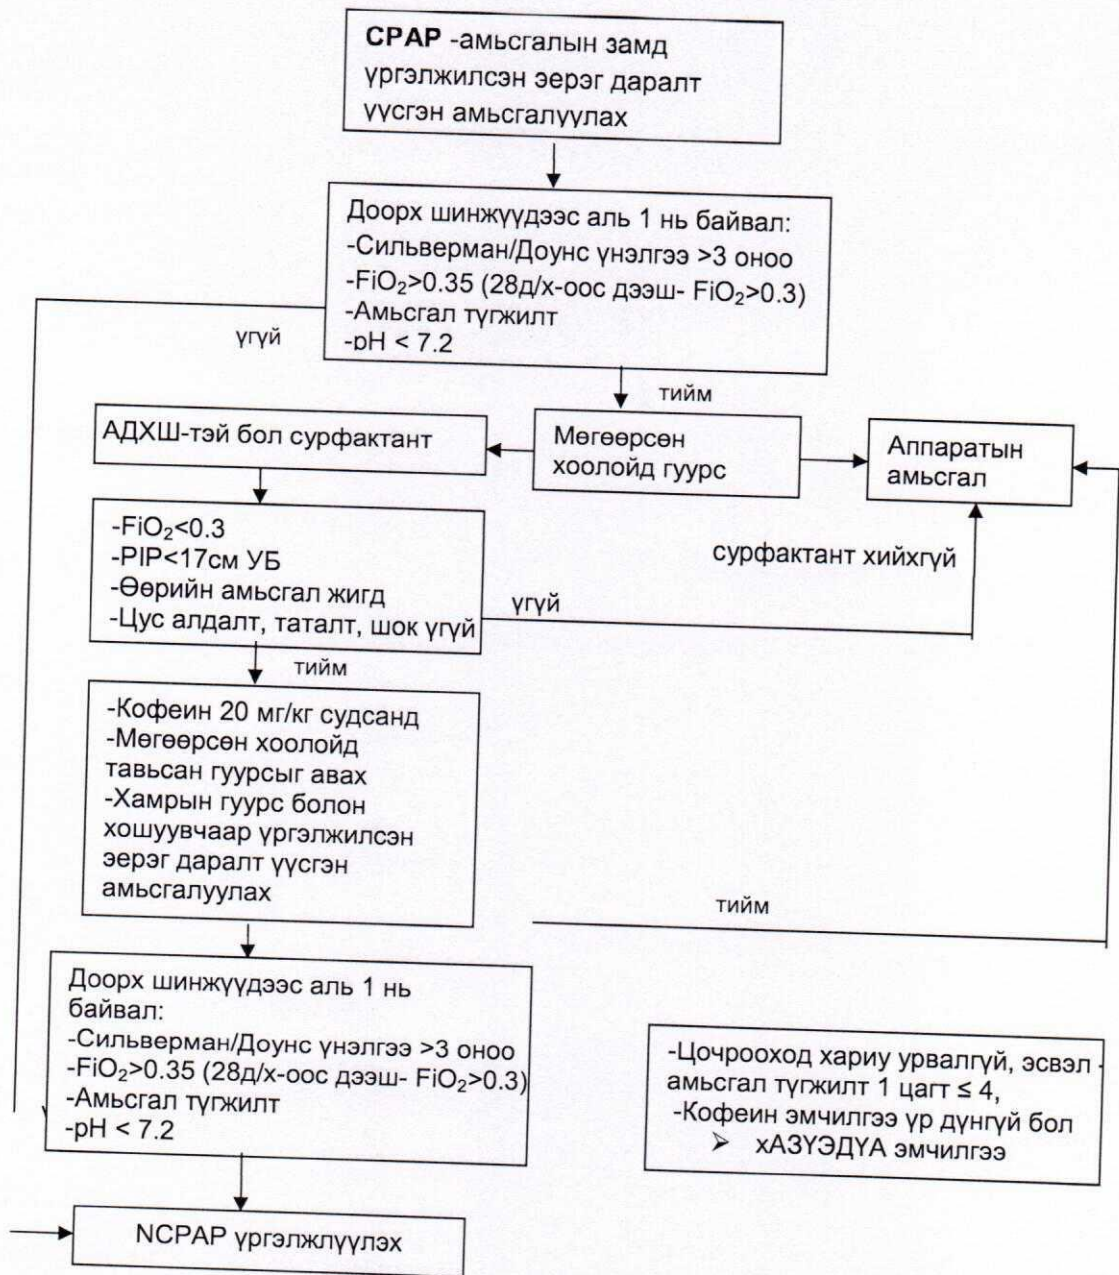 CPAP -амьсгалын замд
үргэлжилсэн эерэг даралт
үүсгэн амьсгалуулах
Доорх шинжүүдээс аль 1 нь байвал:
-Сильверман/Доунс үнэлгээ >3 оноо
-FiO₂>0.35 (28д/х-оос дээш- FiO₂>0.3)
-Амьсгал түгжилт
-pH < 7.2
үгүй
тийм
АДХШ-тэй бол сурфактант
Мөгөөрсөн
хоолойд гуурс
Аппаратын
амьсгал
-FiO₂<0.3
-PIP<17см УБ
-Өөрийн амьсгал жигд
-Цус алдалт, таталт, шок үгүй
сурфактант хийхгүй
үгүй
тийм
-Кофеин 20 мг/кг судсанд
-Мөгөөрсөн хоолойд
тавьсан гуурсыг авах
-Хамрын гуурс болон
хошуувчаар үргэлжилсэн
эерэг даралт үүсгэн
амьсгалуулах
тийм
Доорх шинжүүдээс аль 1 нь
байвал:
-Сильверман/Доунс үнэлгээ >3 оноо
-FiO₂>0.35 (28д/х-оос дээш- FiO₂>0.3)
-Амьсгал түгжилт
-pH < 7.2
-Цочрооход хариу урвалгүй, эсвэл -
амьсгал түгжилт 1 цагт ≤ 4,
-Кофеин эмчилгээ үр дүнгүй бол
➢ хАЗҮЭДҮА эмчилгээ
NCPAP үргэлжлүүлэх